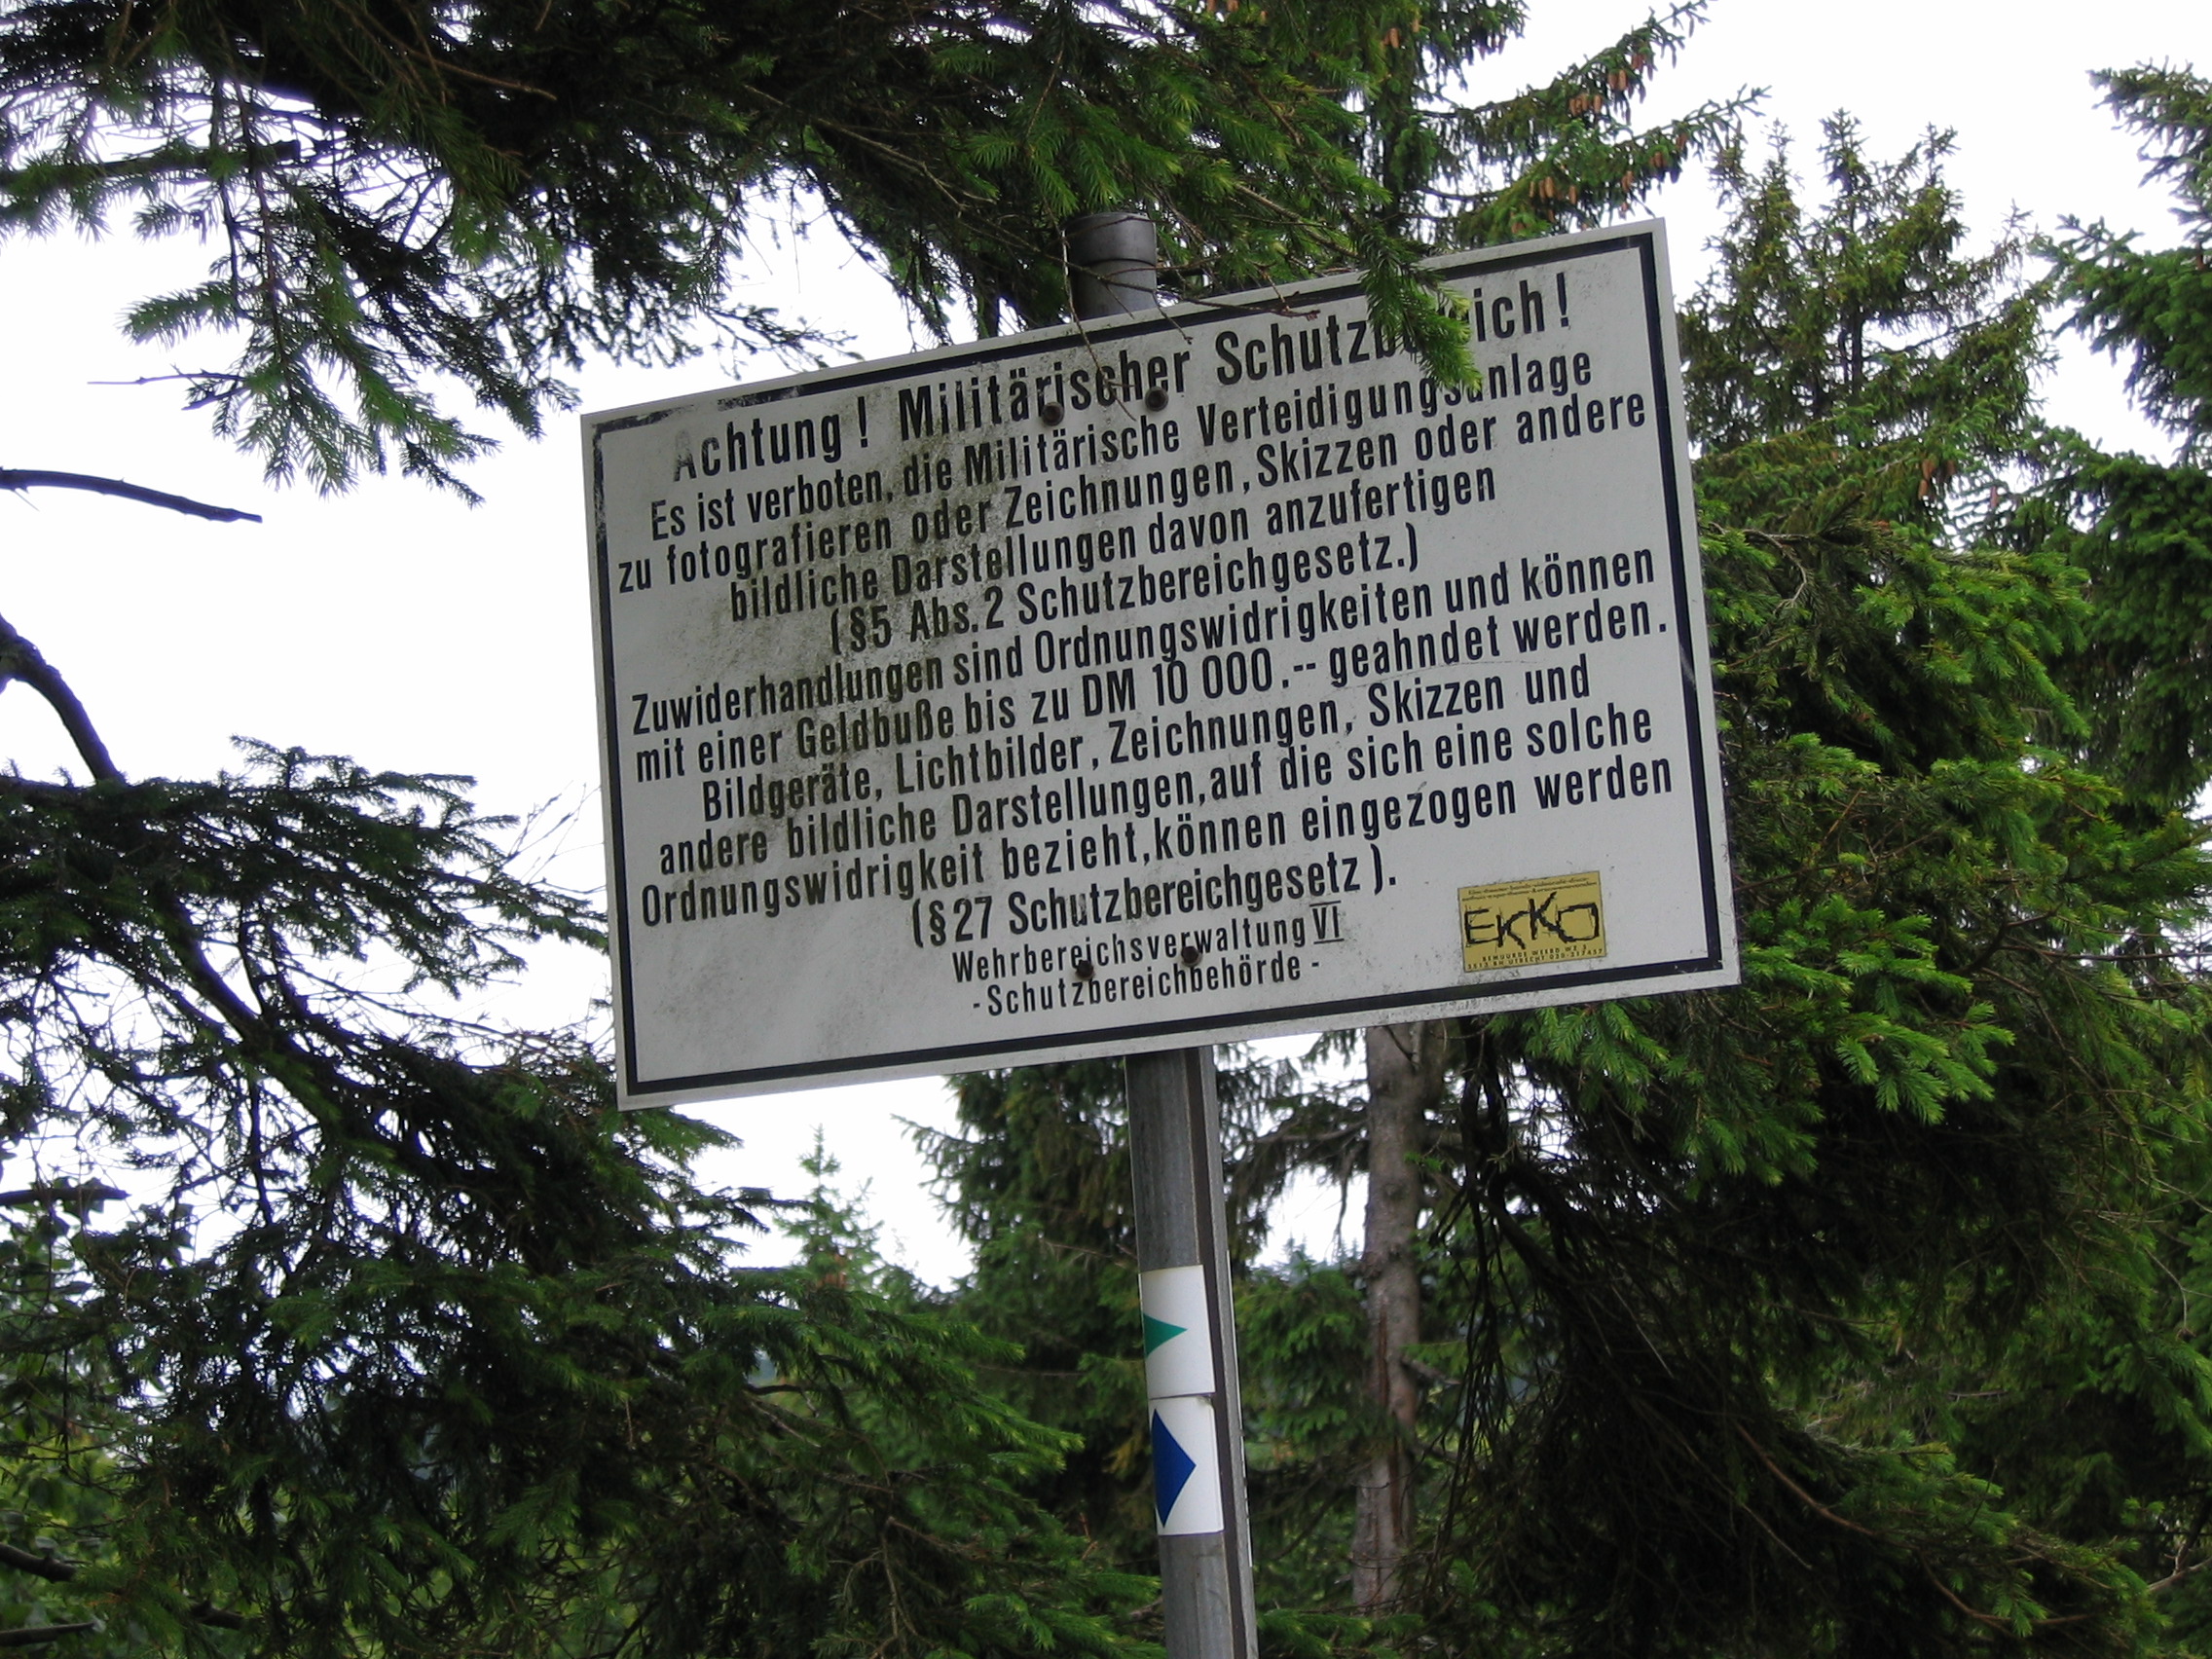 Achtung! Militärischer Schutzbereich!
Es ist verboten, die Militärische Verteidigungsanlage
zu fotografieren oder Zeichnungen, Skizzen oder andere
bildliche Darstellungen davon anzufertigen
(§5 Abs. 2 Schutzbereichgesetz.)
Zuwiderhandlungen sind Ordnungswidrigkeiten und können
mit einer Geldbuße bis zu DM 10 000.-- geahndet werden.
Bildgeräte, Lichtbilder, Zeichnungen, Skizzen und
andere bildliche Darstellungen, auf die sich eine solche
Ordnungswidrigkeit bezieht, können eingezogen werden
(§27 Schutzbereichgesetz).
Wehrbereichsverwaltung VI
- Schutzbereichbehörde -
EKKO